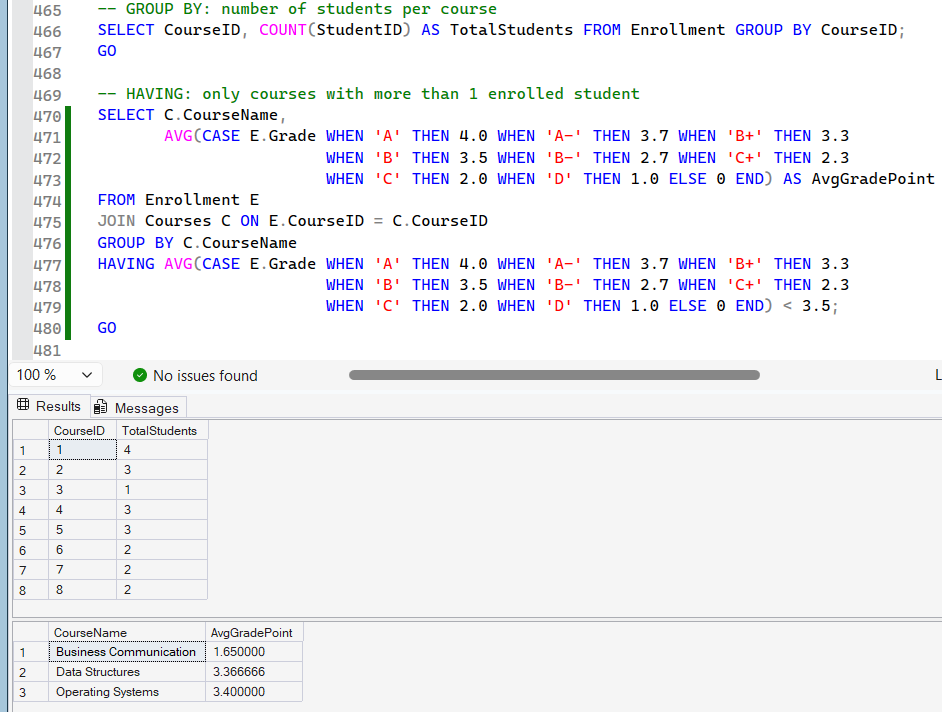 465 -- GROUP BY: number of students per course
466 SELECT CourseID, COUNT(StudentID) AS TotalStudents FROM Enrollment GROUP BY CourseID;
467 GO
468
469 -- HAVING: only courses with more than 1 enrolled student
470 SELECT C.CourseName,
471 AVG(CASE E.Grade WHEN 'A' THEN 4.0 WHEN 'A-' THEN 3.7 WHEN 'B+' THEN 3.3
472 WHEN 'B' THEN 3.5 WHEN 'B-' THEN 2.7 WHEN 'C+' THEN 2.3
473 WHEN 'C' THEN 2.0 WHEN 'D' THEN 1.0 ELSE 0 END) AS AvgGradePoint
474 FROM Enrollment E
475 JOIN Courses C ON E.CourseID = C.CourseID
476 GROUP BY C.CourseName
477 HAVING AVG(CASE E.Grade WHEN 'A' THEN 4.0 WHEN 'A-' THEN 3.7 WHEN 'B+' THEN 3.3
478 WHEN 'B' THEN 3.5 WHEN 'B-' THEN 2.7 WHEN 'C+' THEN 2.3
479 WHEN 'C' THEN 2.0 WHEN 'D' THEN 1.0 ELSE 0 END) < 3.5;
480 GO
481
100 % No issues found L
Results Messages
CourseID TotalStudents
1 1 4
2 2 3
3 3 1
4 4 3
5 5 3
6 6 2
7 7 2
8 8 2
CourseName AvgGradePoint
1 Business Communication 1.650000
2 Data Structures 3.366666
3 Operating Systems 3.400000